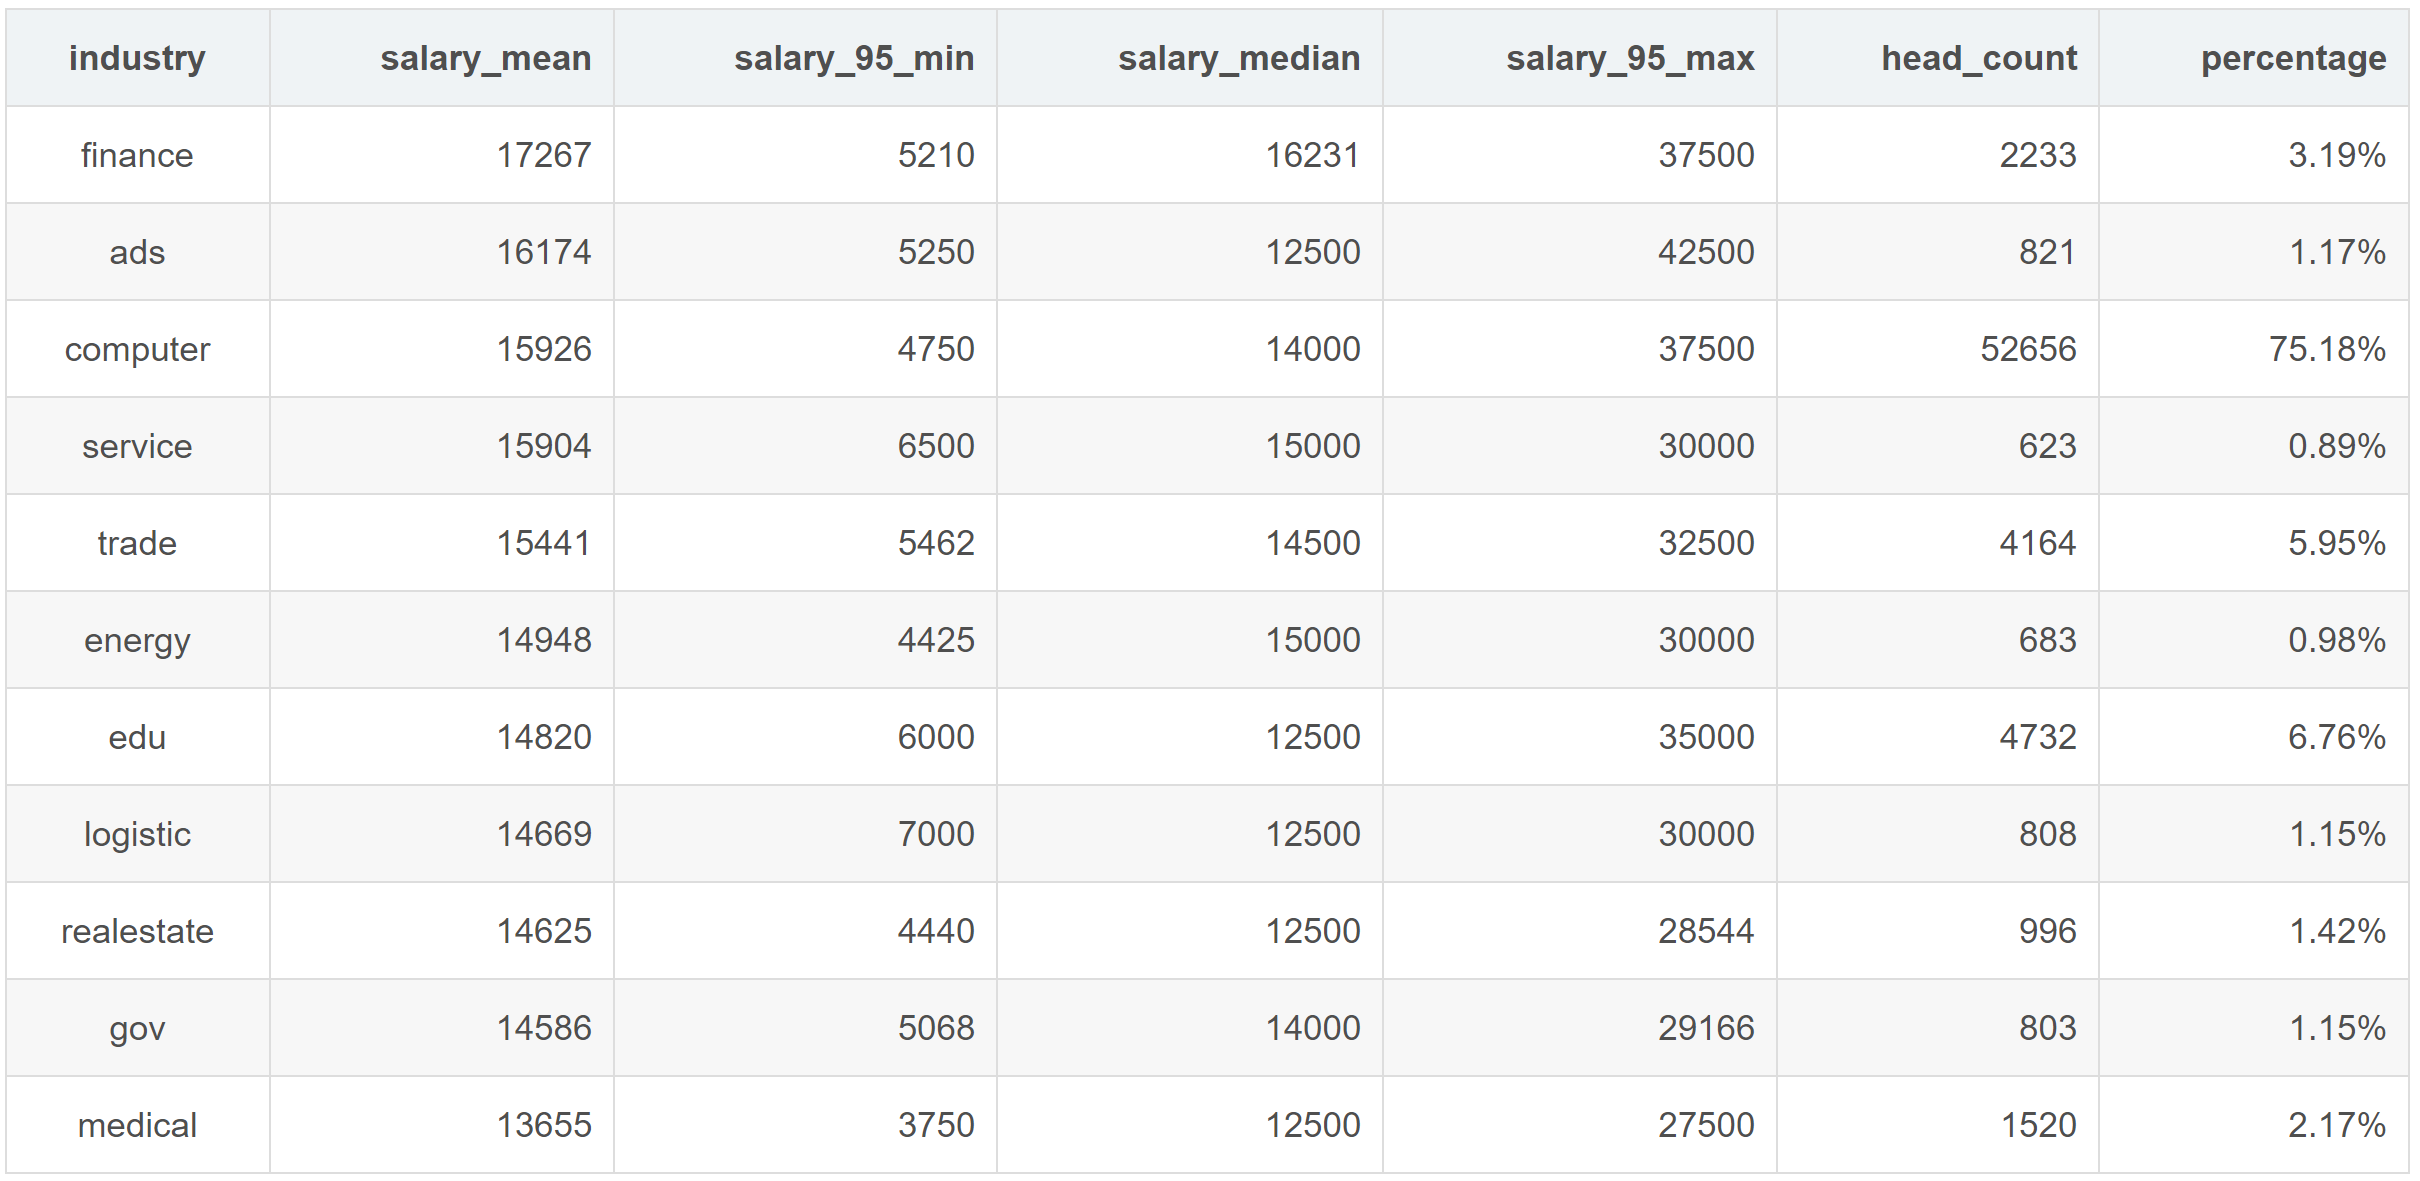 industry salary_mean salary_95_min salary_median salary_95_max head_count percentage
finance 17267 5210 16231 37500 2233 3.19%
ads 16174 5250 12500 42500 821 1.17%
computer 15926 4750 14000 37500 52656 75.18%
service 15904 6500 15000 30000 623 0.89%
trade 15441 5462 14500 32500 4164 5.95%
energy 14948 4425 15000 30000 683 0.98%
edu 14820 6000 12500 35000 4732 6.76%
logistic 14669 7000 12500 30000 808 1.15%
realestate 14625 4440 12500 28544 996 1.42%
gov 14586 5068 14000 29166 803 1.15%
medical 13655 3750 12500 27500 1520 2.17%